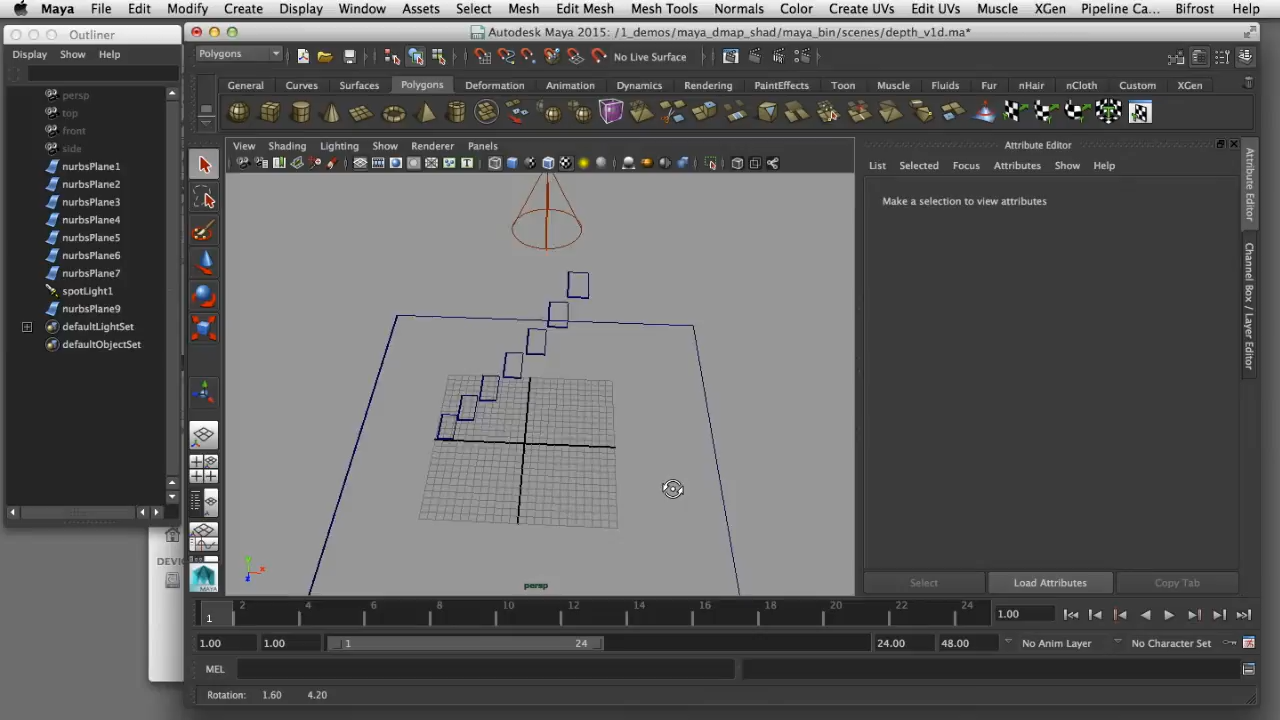 Maya File Edit Modify Create Display Window Assets Select Mesh Edit Mesh Mesh Tools Normals Color Create UVs Edit UVs Muscle XGen Pipeline Ca... Bifrost Help
Outliner
Autodesk Maya 2015: /1_demos/maya_dmap_shad/maya_bin/scenes/depth_v1d.ma*
Display Show Help
Polygons
No Live Surface
General Curves Surfaces Polygons Deformation Animation Dynamics Rendering PaintEffects Toon Muscle Fluids Fur nHair nCloth Custom XGen
persp
top
front
side
nurbsPlane1
nurbsPlane2
nurbsPlane3
nurbsPlane4
nurbsPlane5
nurbsPlane6
nurbsPlane7
spotLight1
nurbsPlane9
defaultLightSet
defaultObjectSet
View Shading Lighting Show Renderer Panels
persp
Attribute Editor
List Selected Focus Attributes Show Help
Make a selection to view attributes
Attribute Editor
Channel Box / Layer Editor
Select Load Attributes Copy Tab
DEVIC
MAYA
1 2 4 6 8 10 12 14 16 18 20 22 24 1.00
1.00 1.00 1 24 24.00 48.00 No Anim Layer No Character Set
MEL
Rotation: 1.60 4.20